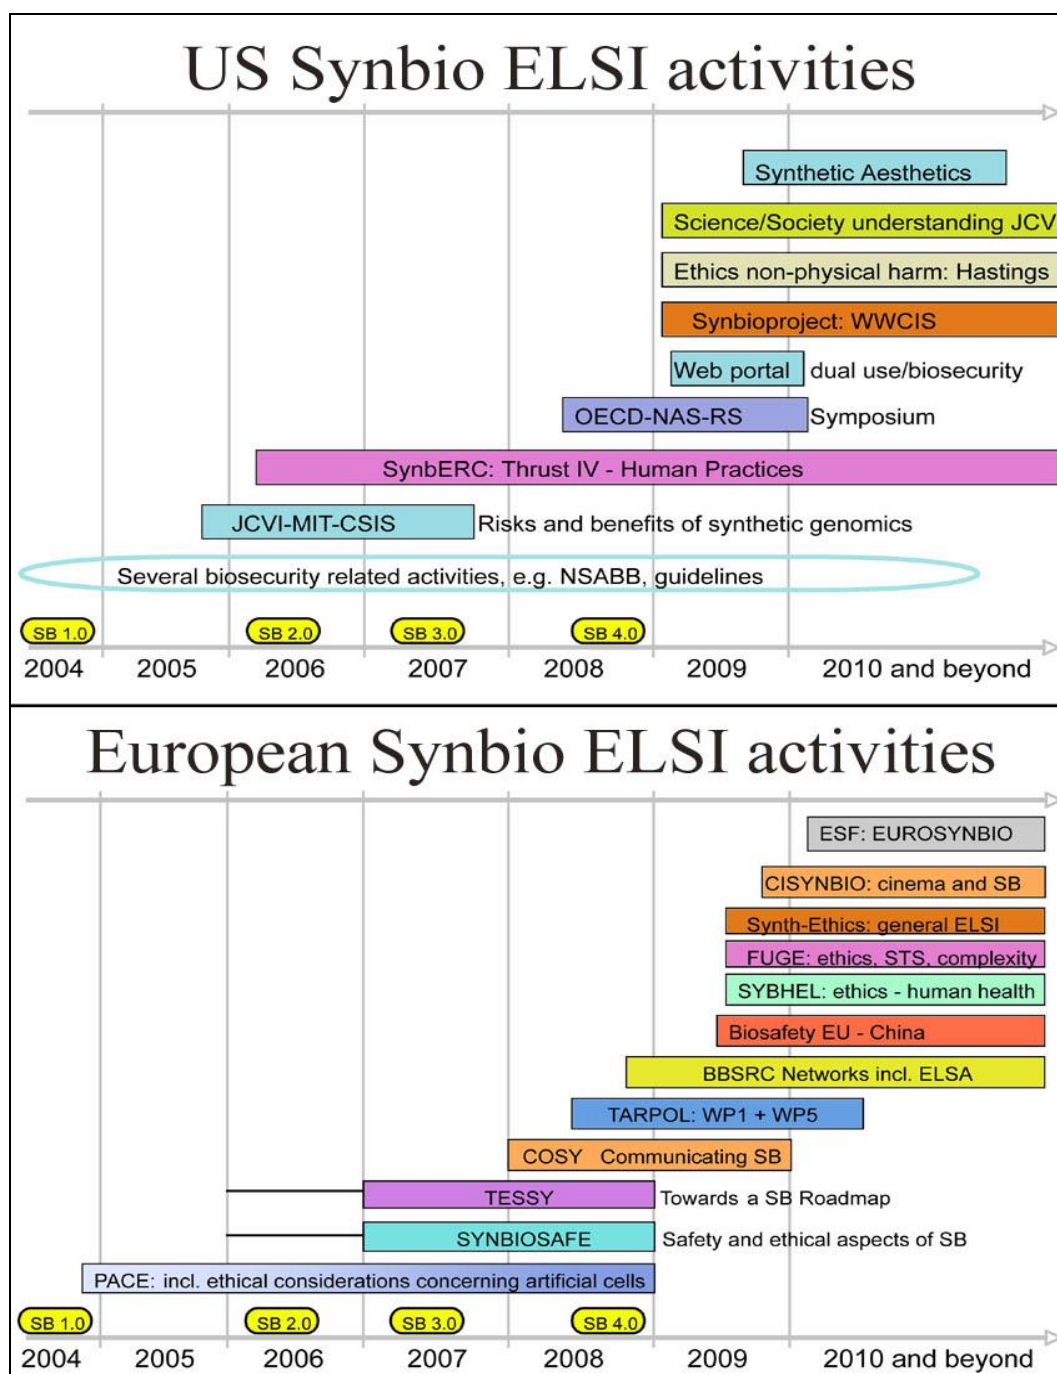 US Synbio ELSI activities
Synthetic Aesthetics
Science/Society understanding JCV
Ethics non-physical harm: Hastings
Synbioproject: WWCIS
Web portal dual use/biosecurity
OECD-NAS-RS Symposium
SynbERC: Thrust IV - Human Practices
JCVI-MIT-CSIS Risks and benefits of synthetic genomics
Several biosecurity related activities, e.g. NSABB, guidelines
SB 1.0 SB 2.0 SB 3.0 SB 4.0
2004 2005 2006 2007 2008 2009 2010 and beyond
European Synbio ELSI activities
ESF: EUROSYNBIO
CISYNBIO: cinema and SB
Synth-Ethics: general ELSI
FUGE: ethics, STS, complexity
SYBHEL: ethics - human health
Biosafety EU - China
BBSRC Networks incl. ELSA
TARPOL: WP1 + WP5
COSY Communicating SB
TESSY Towards a SB Roadmap
SYNBIOSAFE Safety and ethical aspects of SB
PACE: incl. ethical considerations concerning artificial cells
SB 1.0 SB 2.0 SB 3.0 SB 4.0
2004 2005 2006 2007 2008 2009 2010 and beyond